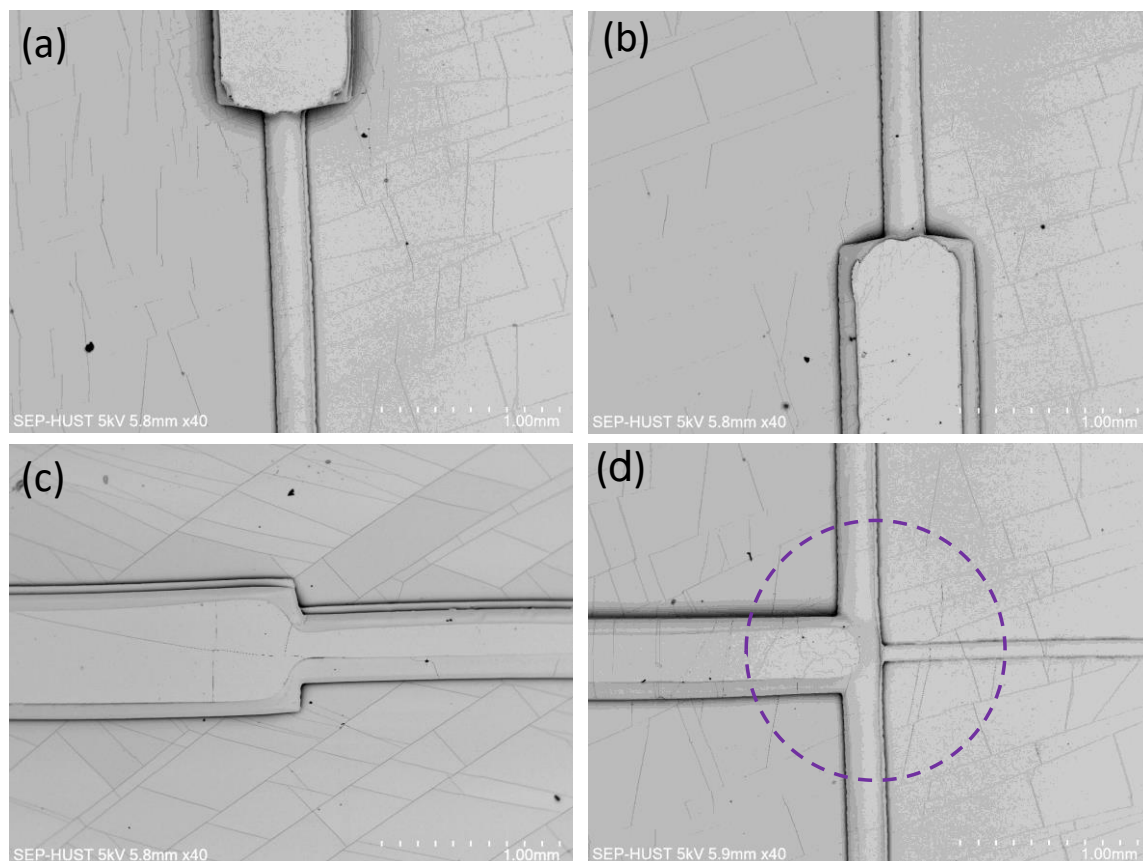 (a)
SEP-HUST 5kV 5.8mm x40
1.00mm
(b)
SEP-HUST 5kV 5.8mm x40
1.00mm
(c)
SEP-HUST 5kV 5.8mm x40
1.00mm
(d)
SEP-HUST 5kV 5.9mm x40
1.00mm